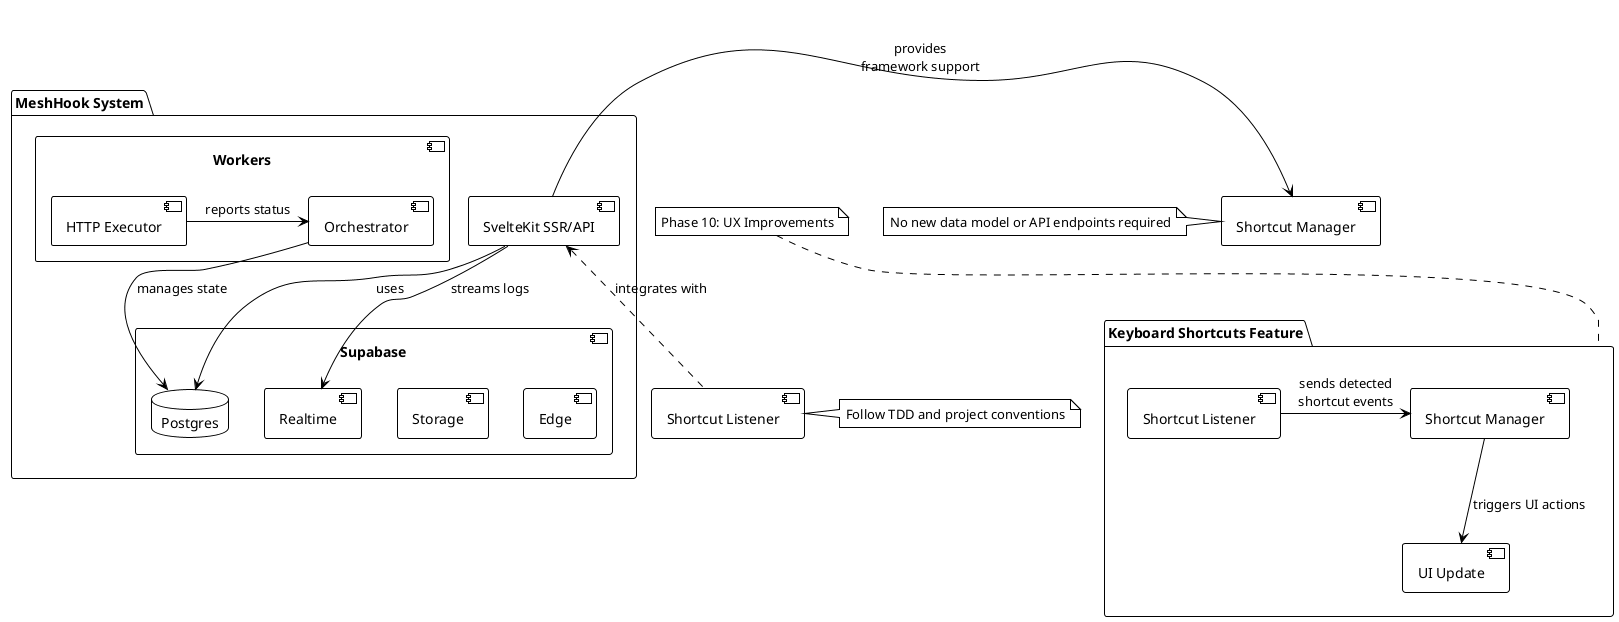 provides
framework support
MeshHook System
Workers
HTTP Executor
reports status
Orchestrator
SvelteKit SSR/API
Phase 10: UX Improvements
No new data model or API endpoints required
Shortcut Manager
manages state
uses
streams logs
integrates with
Supabase
Postgres
Realtime
Storage
Edge
Shortcut Listener
Follow TDD and project conventions
Keyboard Shortcuts Feature
Shortcut Listener
sends detected
shortcut events
Shortcut Manager
triggers UI actions
UI Update